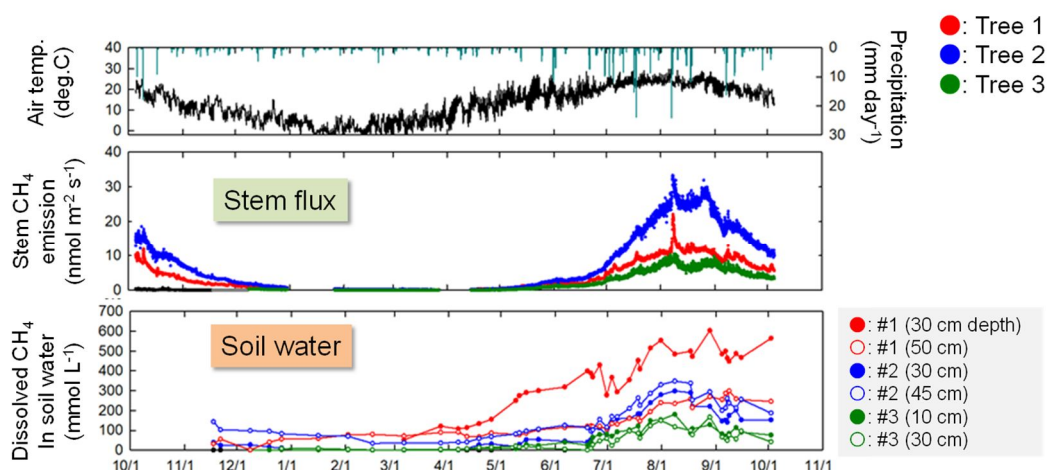 Air temp.
(deg.C)
40
30
20
10
0
0
10
20
30
Precipitation
(mm day-1)
●: Tree 1
●: Tree 2
●: Tree 3
Stem CH4
emission
(nmol m-2 s-1)
40
30
20
10
0
Stem flux
Dissolved CH4
In soil water
(mmol L-1)
700
600
500
400
300
200
100
0
Soil water
●: #1 (30 cm depth)
○: #1 (50 cm)
●: #2 (30 cm)
○: #2 (45 cm)
●: #3 (10 cm)
○: #3 (30 cm)
10/1 11/1 12/1 1/1 2/1 3/1 4/1 5/1 6/1 7/1 8/1 9/1 10/1 11/1